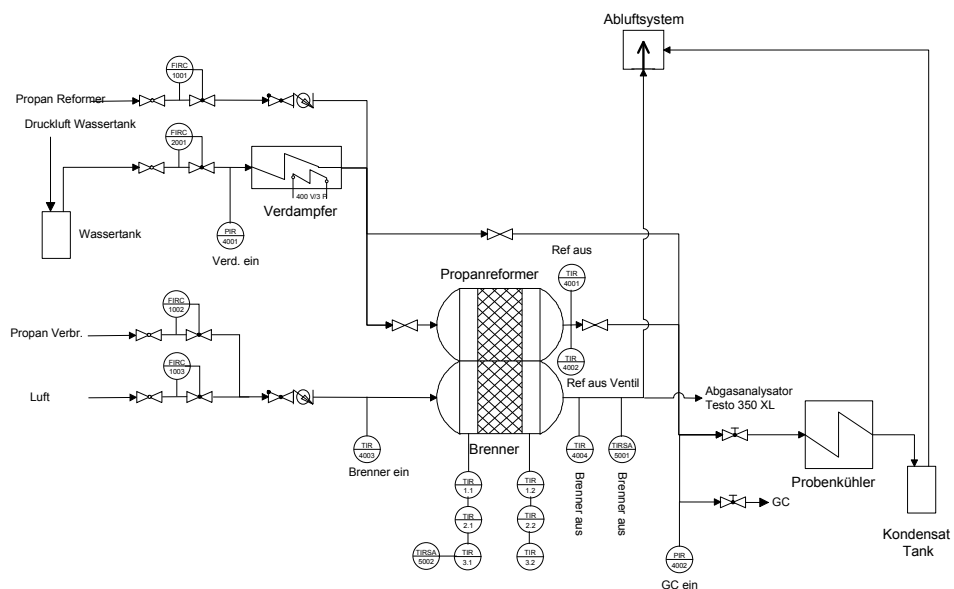 Abluftsystem
FIRC
1001
Propan Reformer
Druckluft Wassertank
FIRC
2001
400 V/3 P
Verdampfer
Wassertank
PIR
4001
Verd. ein
Ref aus
Propanreformer
TIR
4001
FIRC
1002
Propan Verbr.
TIR
4002
FIRC
1003
Ref aus Ventil
Luft
Abgasanalysator
Testo 350 XL
TIR
4003
Brenner ein
Brenner
TIR
4004
TIRSA
5001
Brenner aus
Brenner aus
TIR
1.1
TIR
1.2
Probenkühler
TIR
2.1
TIR
2.2
GC
TIRSA
5002
TIR
3.1
TIR
3.2
Kondensat
Tank
PIR
4002
GC ein